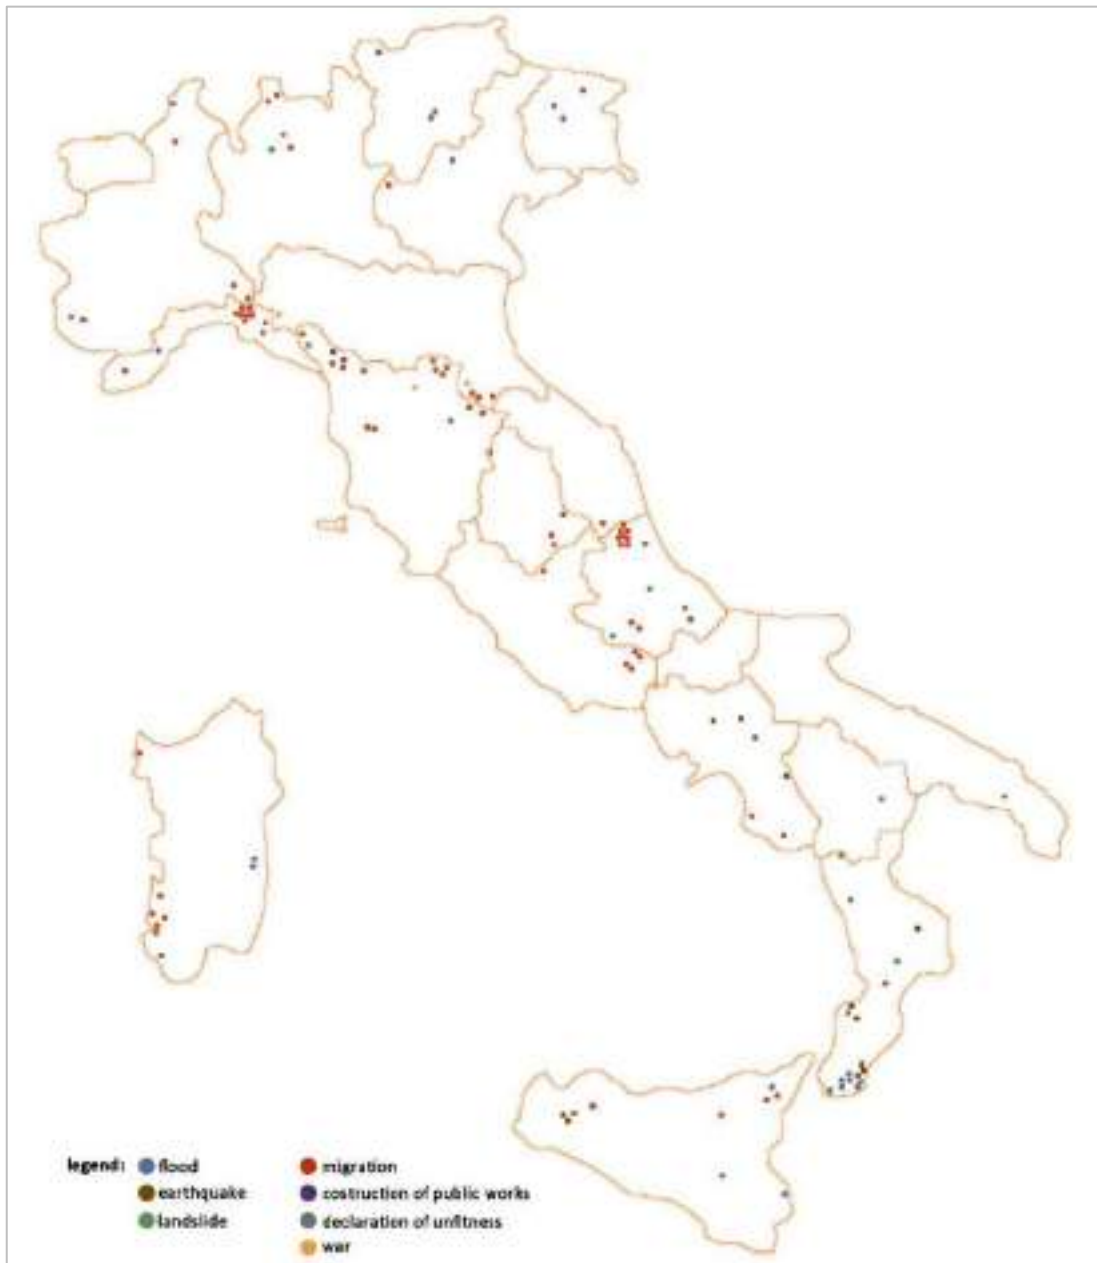 legend:
flood
earthquake
landslide
migration
costruction of public works
declaration of unfitness
war